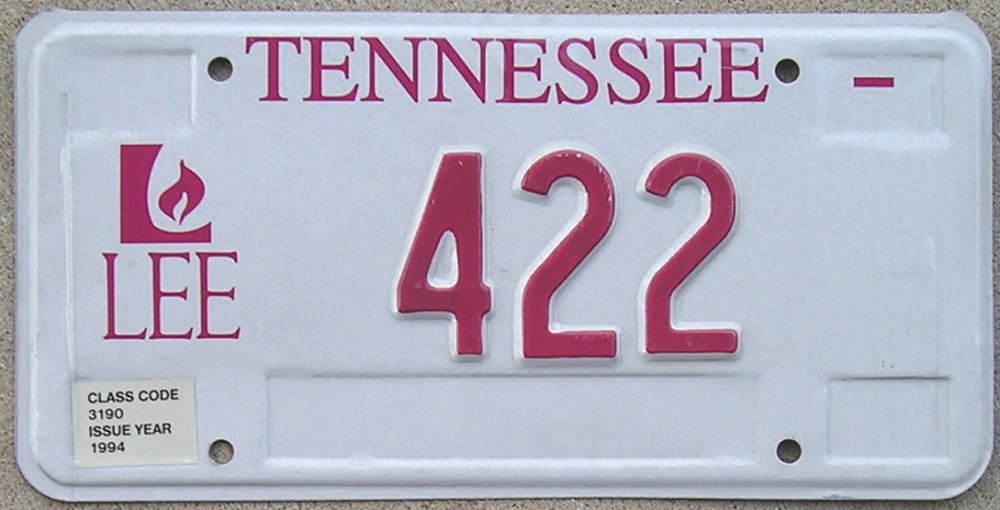 TENNESSEE
LEE
422
CLASS CODE
3190
ISSUE YEAR
1994